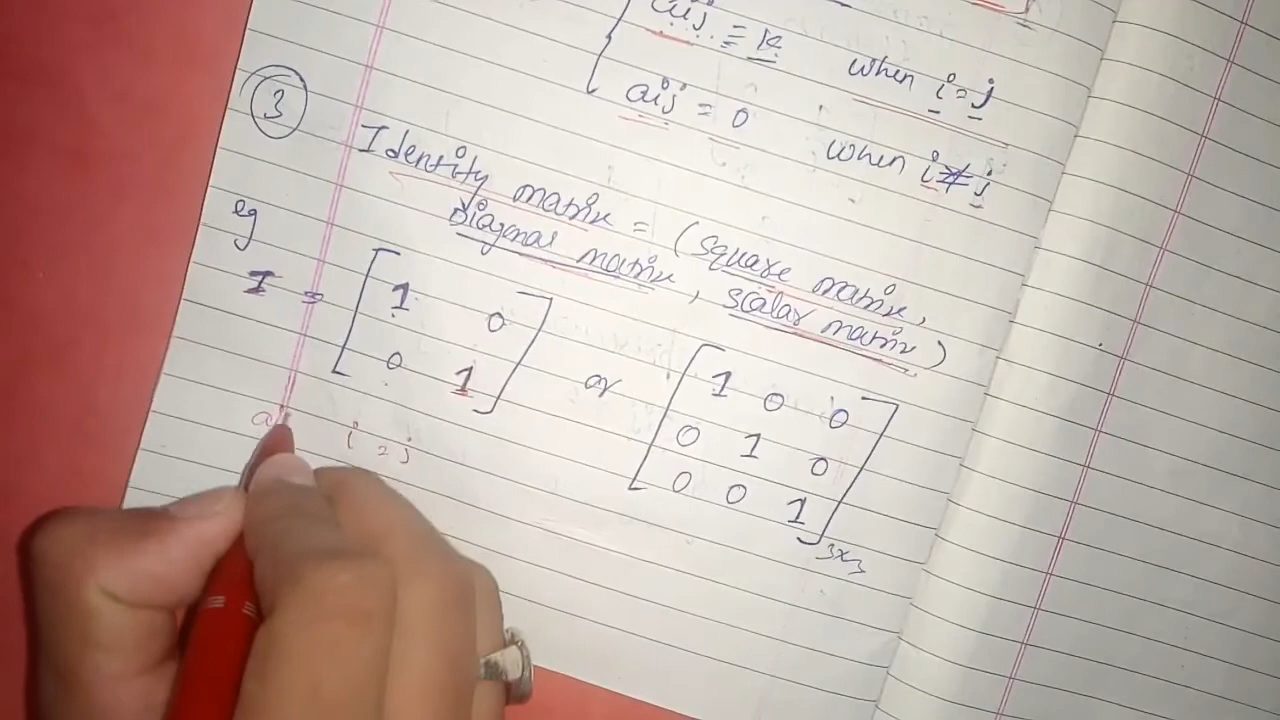 aij = k when i = j
aij = 0 when i ≠ j
3
Identity matrix = (square matrix,
Diagonal matrix, scalar matrix)
eg
I = [ 1 0 or [ 1 0 0
0 1 ] 0 1 0
0 0 1 ] 3x3
a i = j